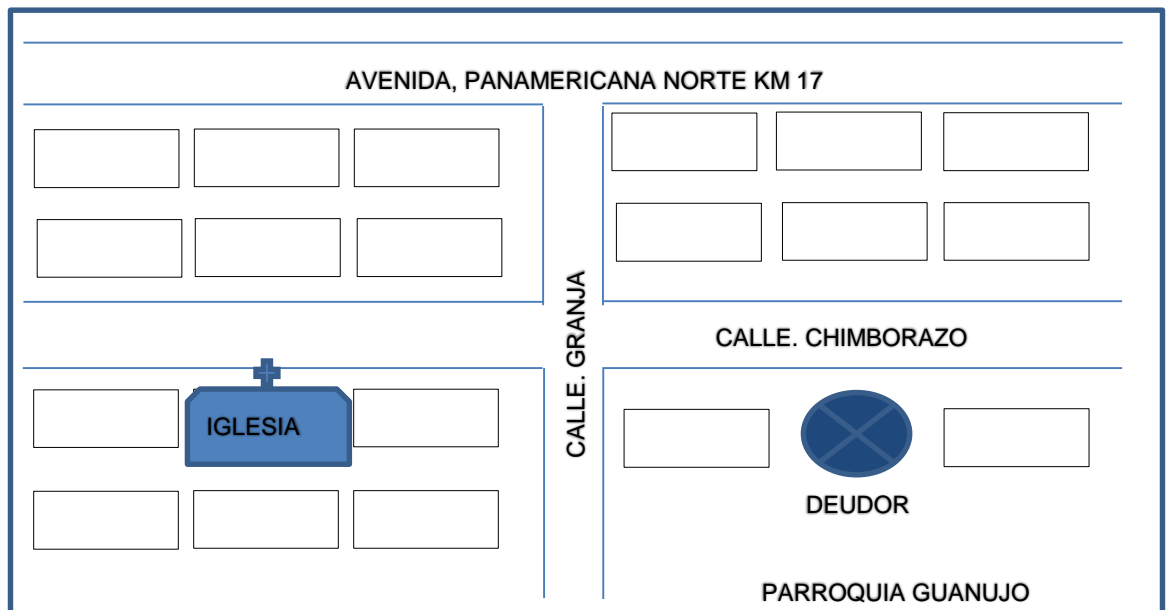 AVENIDA, PANAMERICANA NORTE KM 17
CALLE. GRANJA
CALLE. CHIMBORAZO
IGLESIA
DEUDOR
PARROQUIA GUANUJO